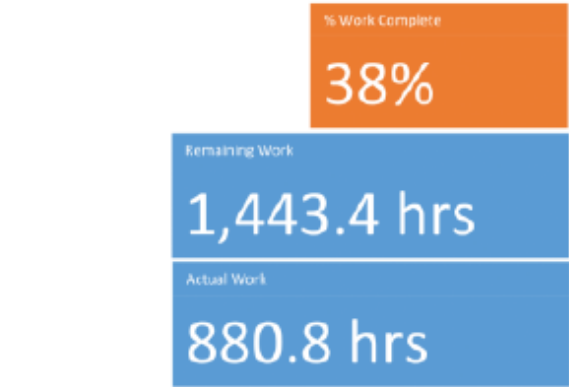 % Work Complete
38%
Remaining Work
1,443.4 hrs
Actual Work
880.8 hrs